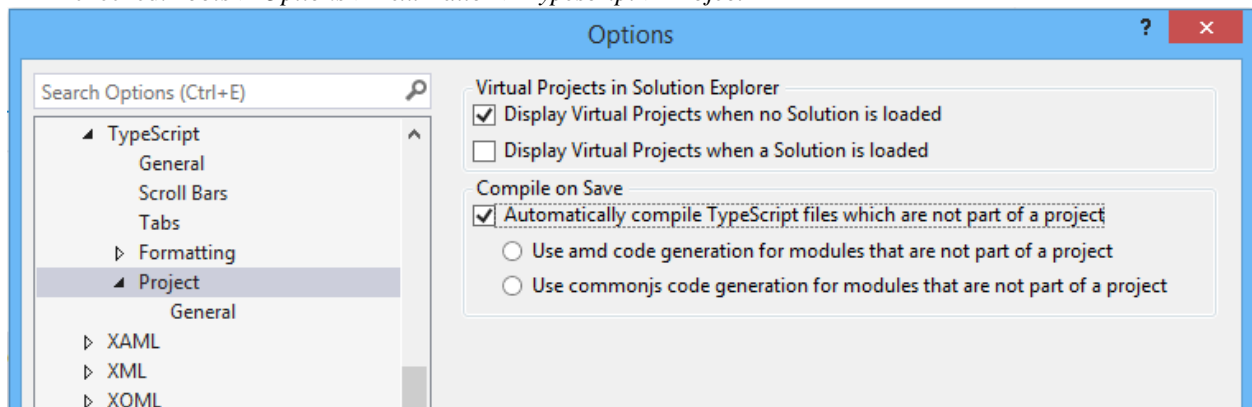 Options
?
Search Options (Ctrl+E)
TypeScript
General
Scroll Bars
Tabs
Formatting
Project
General
XAML
XML
XOML
Virtual Projects in Solution Explorer
Display Virtual Projects when no Solution is loaded
Display Virtual Projects when a Solution is loaded
Compile on Save
Automatically compile TypeScript files which are not part of a project
Use amd code generation for modules that are not part of a project
Use commonjs code generation for modules that are not part of a project